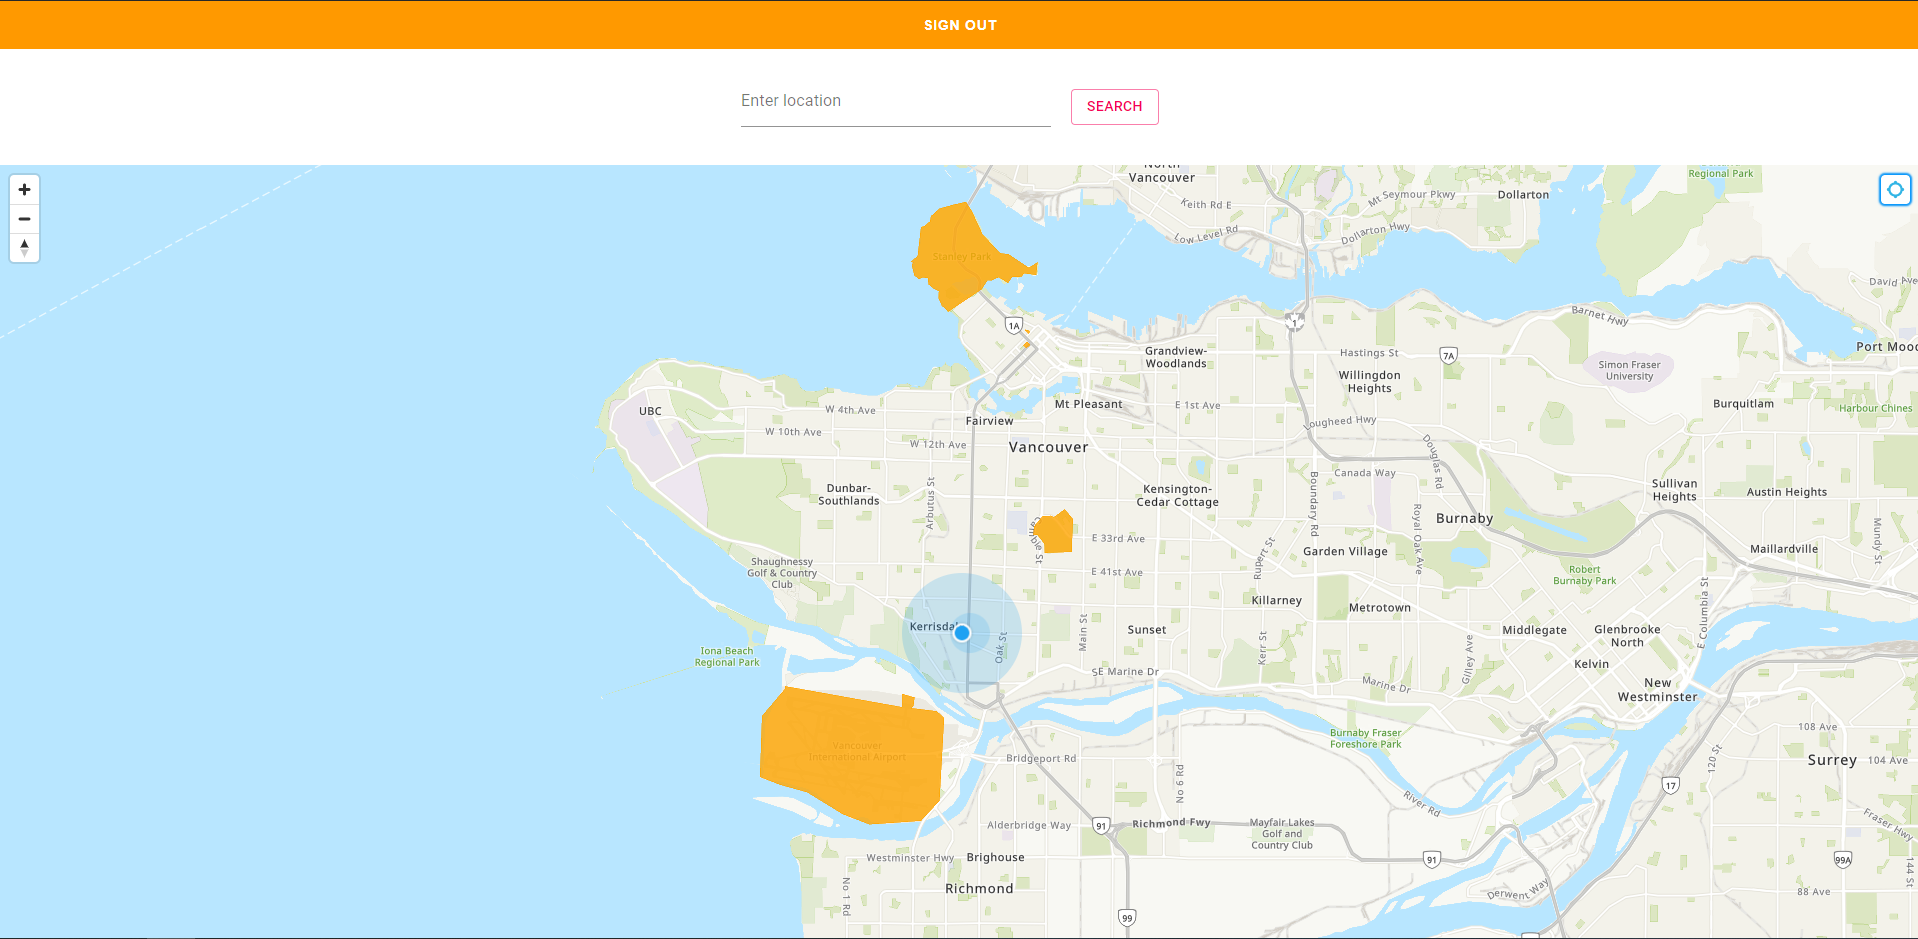 SIGN OUT
Enter location
SEARCH
North
Vancouver
Regional Park
Mt Seymour Pkwy
Dollarton
Keith Rd E
Low Level Rd
Dollarton Hwy
Stanley Park
David Ave
1A
1
Barnet Hwy
Grandview-
Woodlands
Hastings St
7A
Port Mood
Simon Fraser
University
Willingdon
Heights
UBC
W 4th Ave
Mt Pleasant
E 1st Ave
Burquitlam
Harbour Chines
Fairview
Lougheed Hwy
W 10th Ave
W 12th Ave
Vancouver
Douglas Rd
Canada Way
Dunbar-
Southlands
Arbutus St
Kensington-
Cedar Cottage
Boundary Rd
Sullivan
Heights
Austin Heights
Royal Oak Ave
Burnaby
Mundy St
Cambie St
E 33rd Ave
Rupert St
Garden Village
Maillardville
Shaughnessy
Golf & Country
Club
E 41st Ave
Robert
Burnaby Park
Killarney
Metrotown
E Columbia St
Kerrisdal
Oak St
Main St
Sunset
Kerr St
Gilley Ave
Middlegate
Glenbrooke
North
Iona Beach
Regional Park
SE Marine Dr
Marine Dr
Kelvin
New
Westminster
108 Ave
Burnaby Fraser
Foreshore Park
Vancouver
International Airport
Bridgeport Rd
No 6 Rd
120 St
Surrey
104 Ave
17
River Rd
Alderbridge Way
91
Richmond Fwy
Mayfair Lakes
Golf and
Country Club
Fraser Hwy
Westminster Hwy
Brighouse
91
99A
No 1 Rd
Richmond
Derwent Way
88 Ave
144 St
99